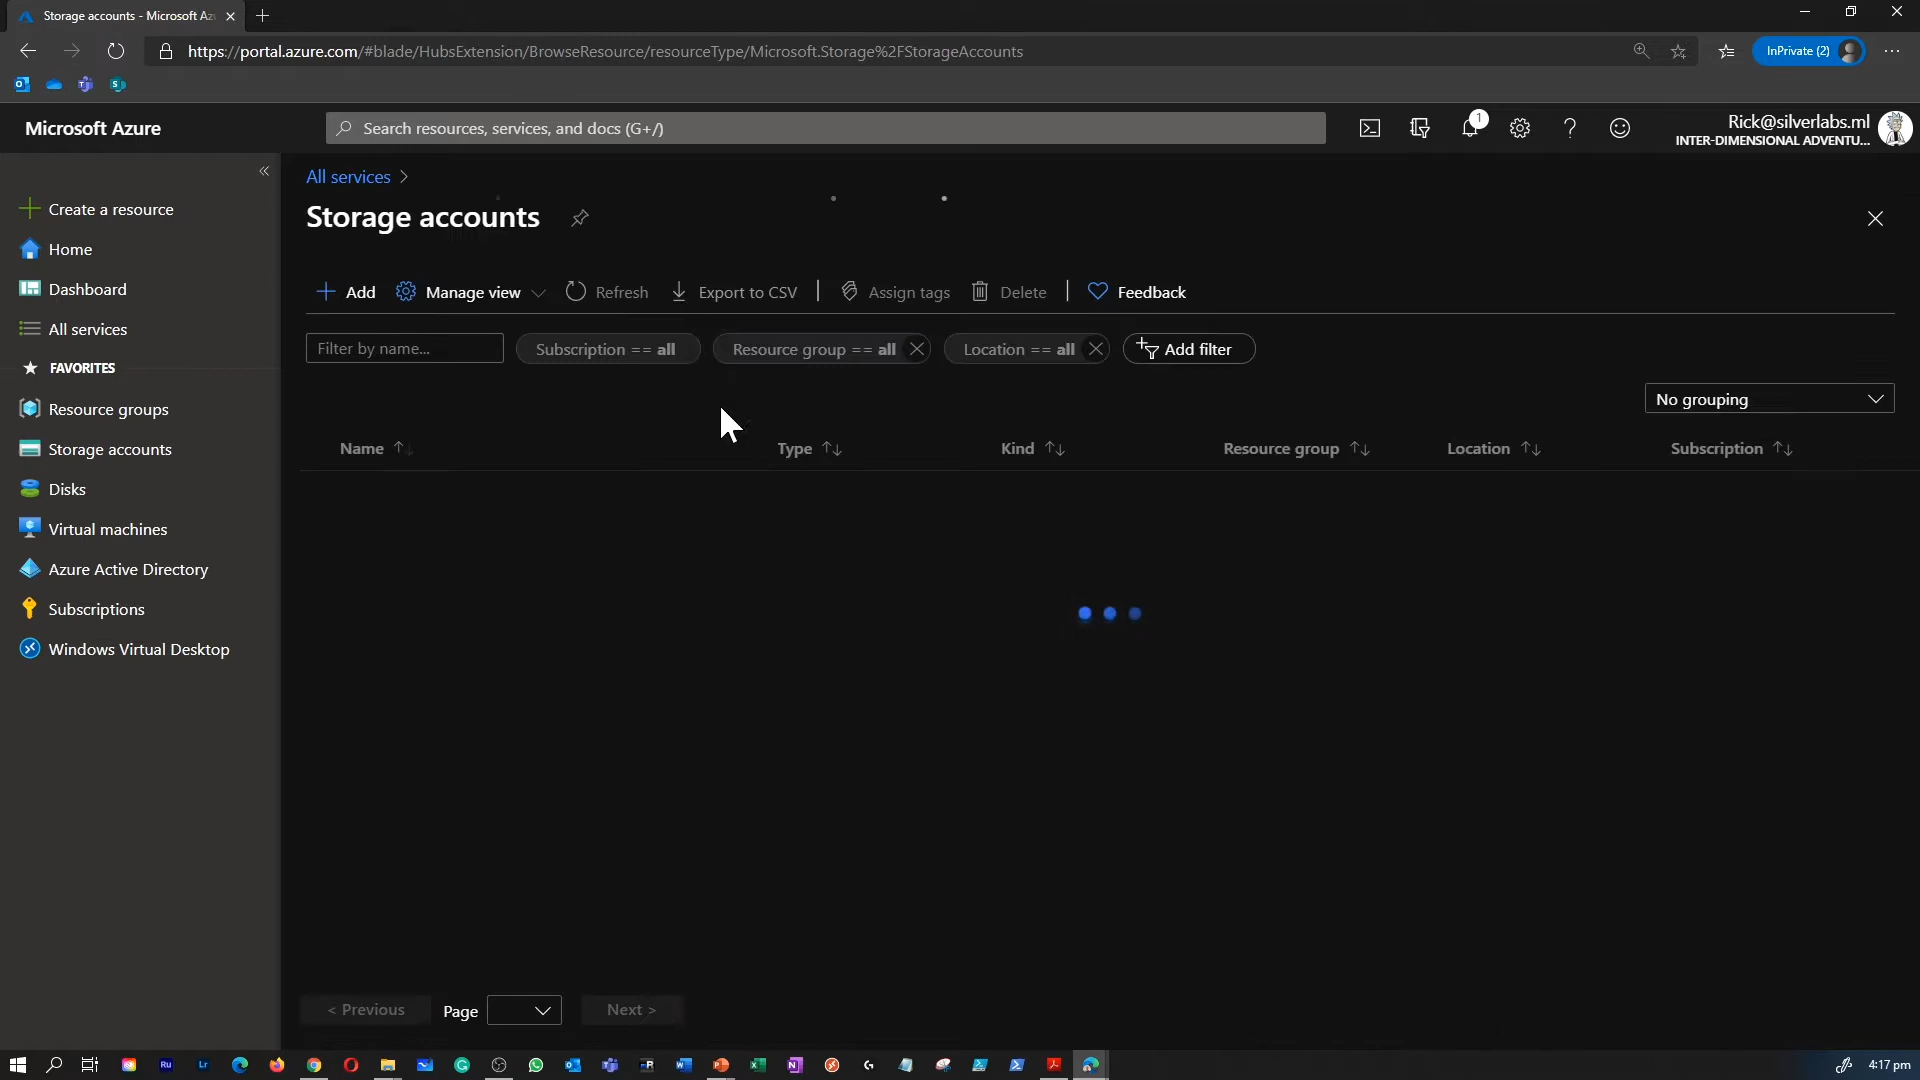 Storage accounts - Microsoft Az
https://portal.azure.com/#blade/HubsExtension/BrowseResource/resourceType/Microsoft.Storage%2FStorageAccounts
InPrivate (2)
Microsoft Azure
Search resources, services, and docs (G+/)
1
Rick@silverlabs.ml
INTER-DIMENSIONAL ADVENTU...
All services
Storage accounts
Create a resource
Home
Dashboard
All services
FAVORITES
Resource groups
Storage accounts
Disks
Virtual machines
Azure Active Directory
Subscriptions
Windows Virtual Desktop
Add Manage view Refresh Export to CSV Assign tags Delete Feedback
Filter by name... Subscription == all Resource group == all Location == all Add filter
No grouping
Name Type Kind Resource group Location Subscription
< Previous Page Next >
4:17 pm